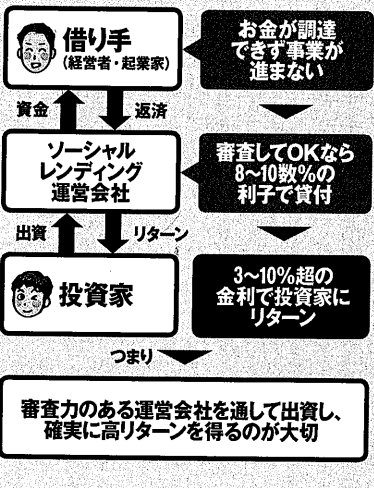 借り手
(経営者・起業家)
お金が調達
できず事業が
進まない
資金
返済
ソーシャル
レンディング
運営会社
審査してOKなら
8〜10数%の
利子で貸付
出資
リターン
投資家
3〜10%超の
金利で投資家に
リターン
つまり
審査力のある運営会社を通して出資し、
確実に高リターンを得るのが大切